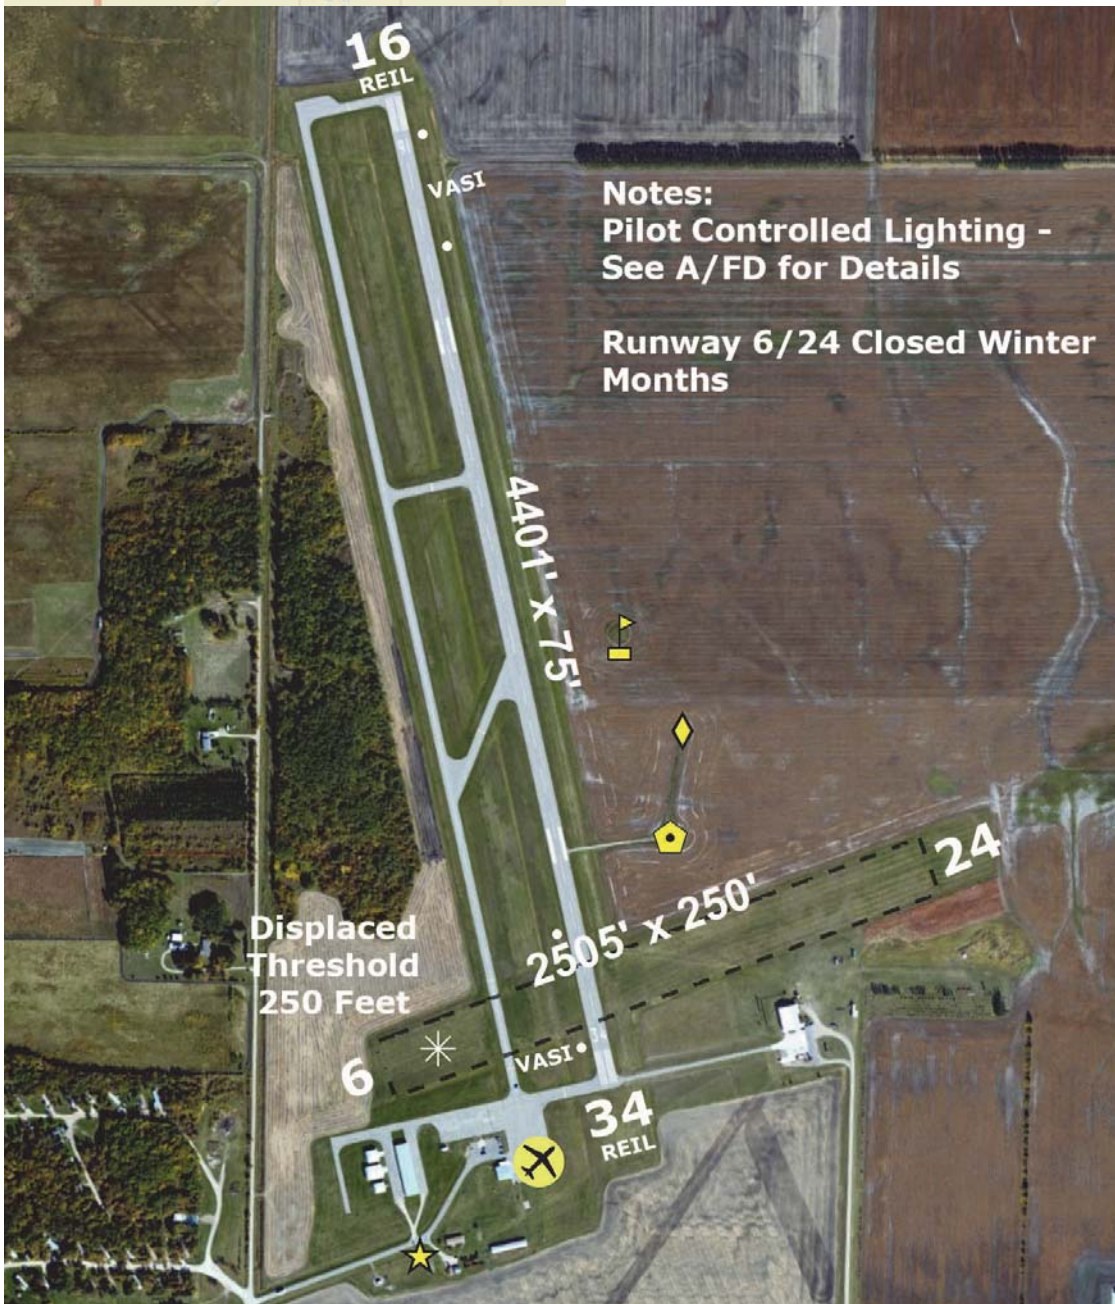 16
REIL
VASI
Notes:
Pilot Controlled Lighting -
See A/FD for Details
Runway 6/24 Closed Winter
Months
4401' x 75'
24
2505' x 250'
Displaced
Threshold
250 Feet
6
VASI
34
34
REIL